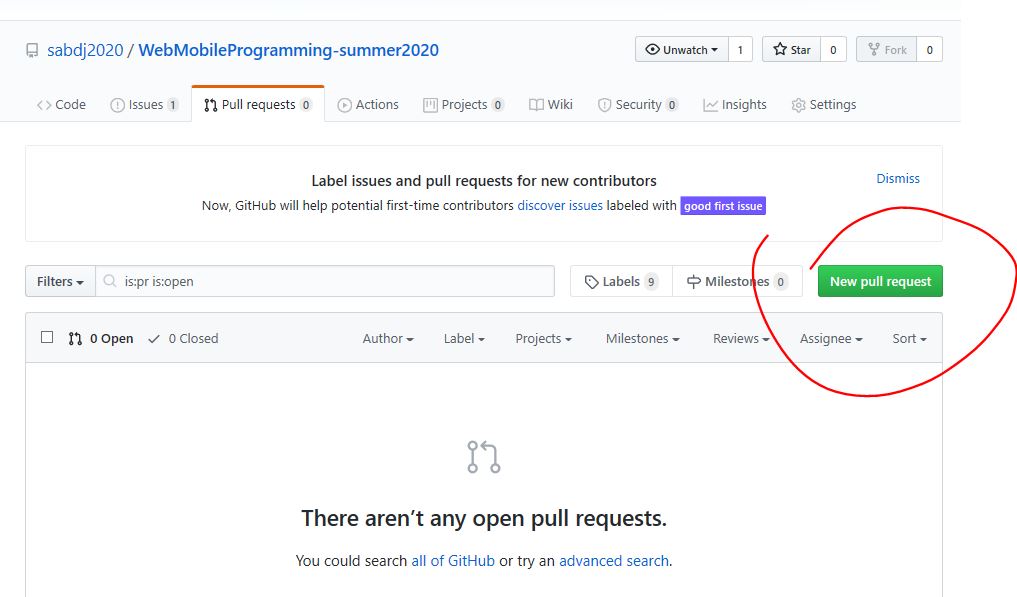 sabdj2020 / WebMobileProgramming-summer2020 Unwatch 1 Star 0 Fork 0
Code Issues 1 Pull requests 0 Actions Projects 0 Wiki Security 0 Insights Settings
Label issues and pull requests for new contributors
Dismiss
Now, GitHub will help potential first-time contributors discover issues labeled with good first issue
Filters is:pr is:open Labels 9 Milestones 0 New pull request
0 Open 0 Closed Author Label Projects Milestones Reviews Assignee Sort
There aren’t any open pull requests.
You could search all of GitHub or try an advanced search.